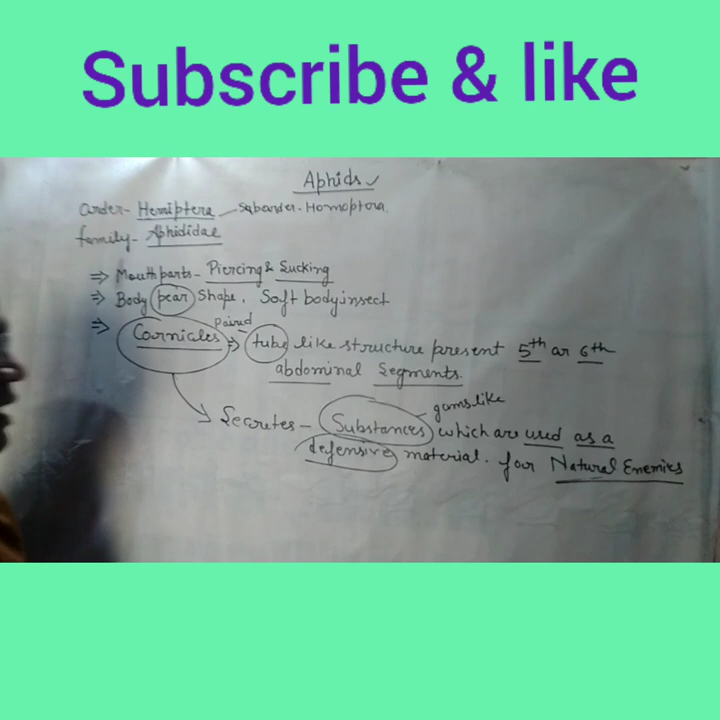 Subscribe & like
Aphids ✓
order- Hemiptera - Suborder - Homoptera
family- Aphididae
⇒ Mouthparts - Piercing & Sucking
⇒ Body pear Shape, Soft body insect
paired
⇒ Cornicles ⇒ tube like structure present 5th or 6th
abdominal Segments.
gums like
Secretes - Substances which are used as a
defensive material. for Natural Enemies